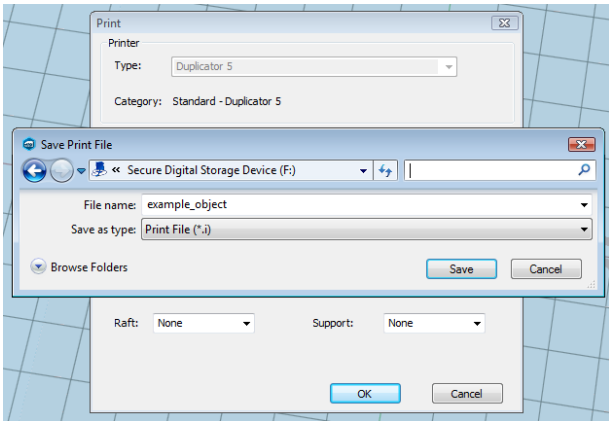 Print
Printer
Type: Duplicator 5
Category: Standard - Duplicator 5
Save Print File
« Secure Digital Storage Device (F:)
File name: example_object
Save as type: Print File (*.i)
Browse Folders Save Cancel
Raft: None Support: None
OK Cancel